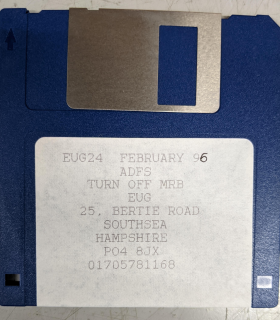 EUG24 FEBRUARY 96
ADFS
TURN OFF MRB
EUG
25, BERTIE ROAD
SOUTHSEA
HAMPSHIRE
PO4 8JX
01705781168